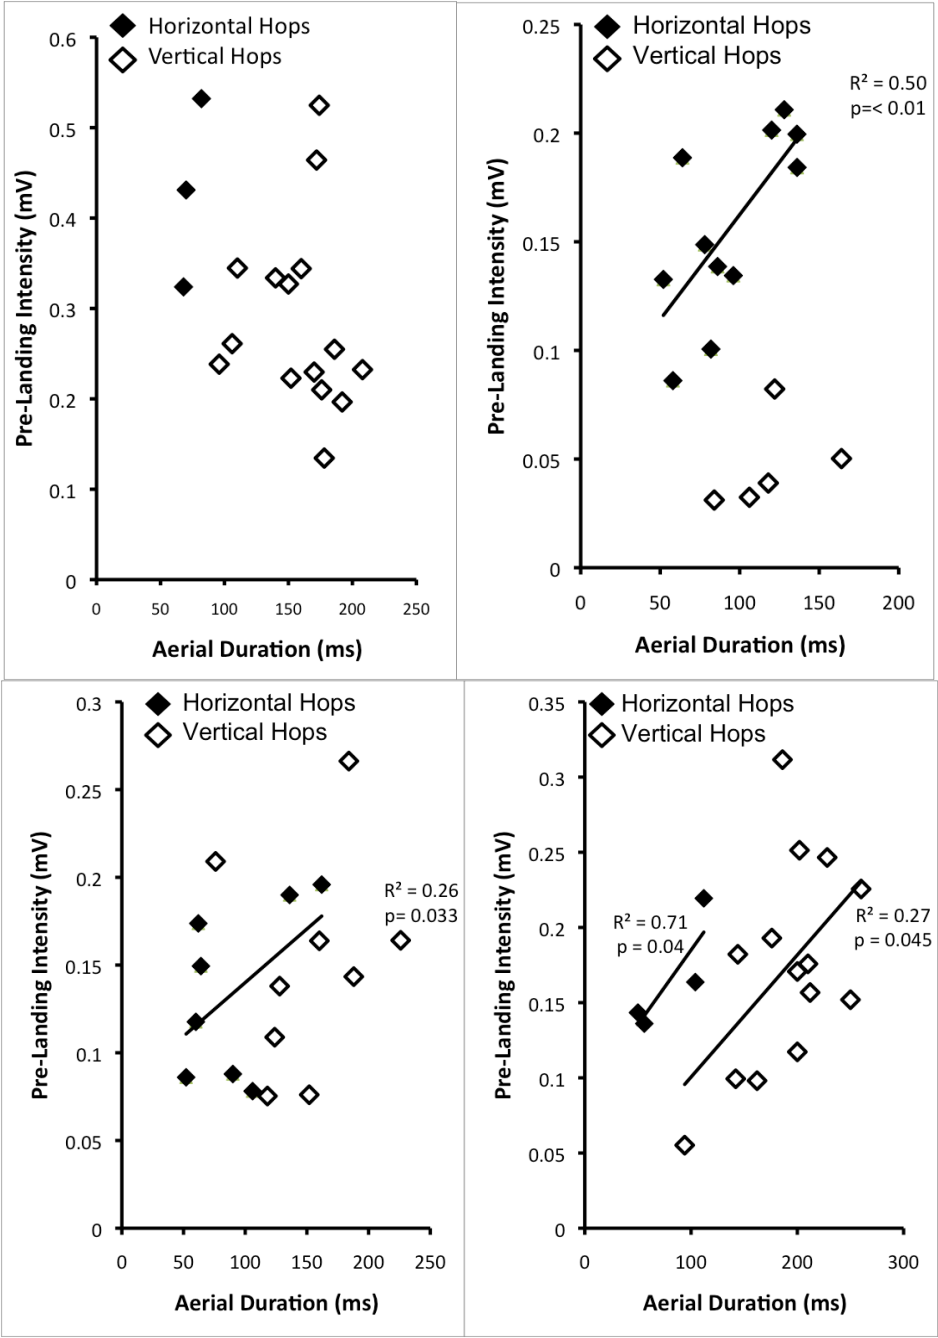 Horizontal Hops
Vertical Hops
0.6
0.5
0.4
0.3
0.2
0.1
0
Pre-Landing Intensity (mV)
0 50 100 150 200 250
Aerial Duration (ms)
Horizontal Hops
Vertical Hops
0.25
0.2
0.15
0.1
0.05
0
R² = 0.50
p=< 0.01
Pre-Landing Intensity (mV)
0 50 100 150 200
Aerial Duration (ms)
Horizontal Hops
Vertical Hops
0.3
0.25
0.2
0.15
0.1
0.05
0
R² = 0.26
p= 0.033
Pre-Landing Intensity (mV)
0 50 100 150 200 250
Aerial Duration (ms)
Horizontal Hops
Vertical Hops
0.35
0.3
0.25
0.2
0.15
0.1
0.05
0
R² = 0.71
p = 0.04
R² = 0.27
p = 0.045
Pre-Landing Intensity (mV)
0 100 200 300
Aerial Duration (ms)